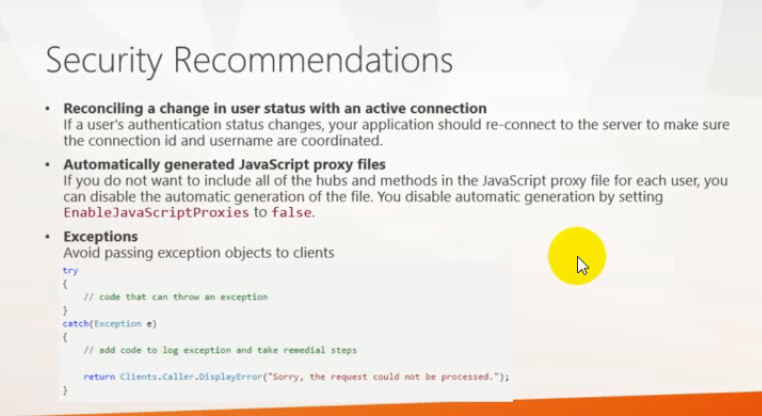 Security Recommendations
• Reconciling a change in user status with an active connection
If a user's authentication status changes, your application should re-connect to the server to make sure
the connection id and username are coordinated.
• Automatically generated JavaScript proxy files
If you do not want to include all of the hubs and methods in the JavaScript proxy file for each user, you
can disable the automatic generation of the file. You disable automatic generation by setting
EnableJavaScriptProxies to false.
• Exceptions
Avoid passing exception objects to clients
try
{
// code that can throw an exception
}
catch(Exception e)
{
// add code to log exception and take remedial steps
return Clients.Caller.DisplayError("Sorry, the request could not be processed.");
}